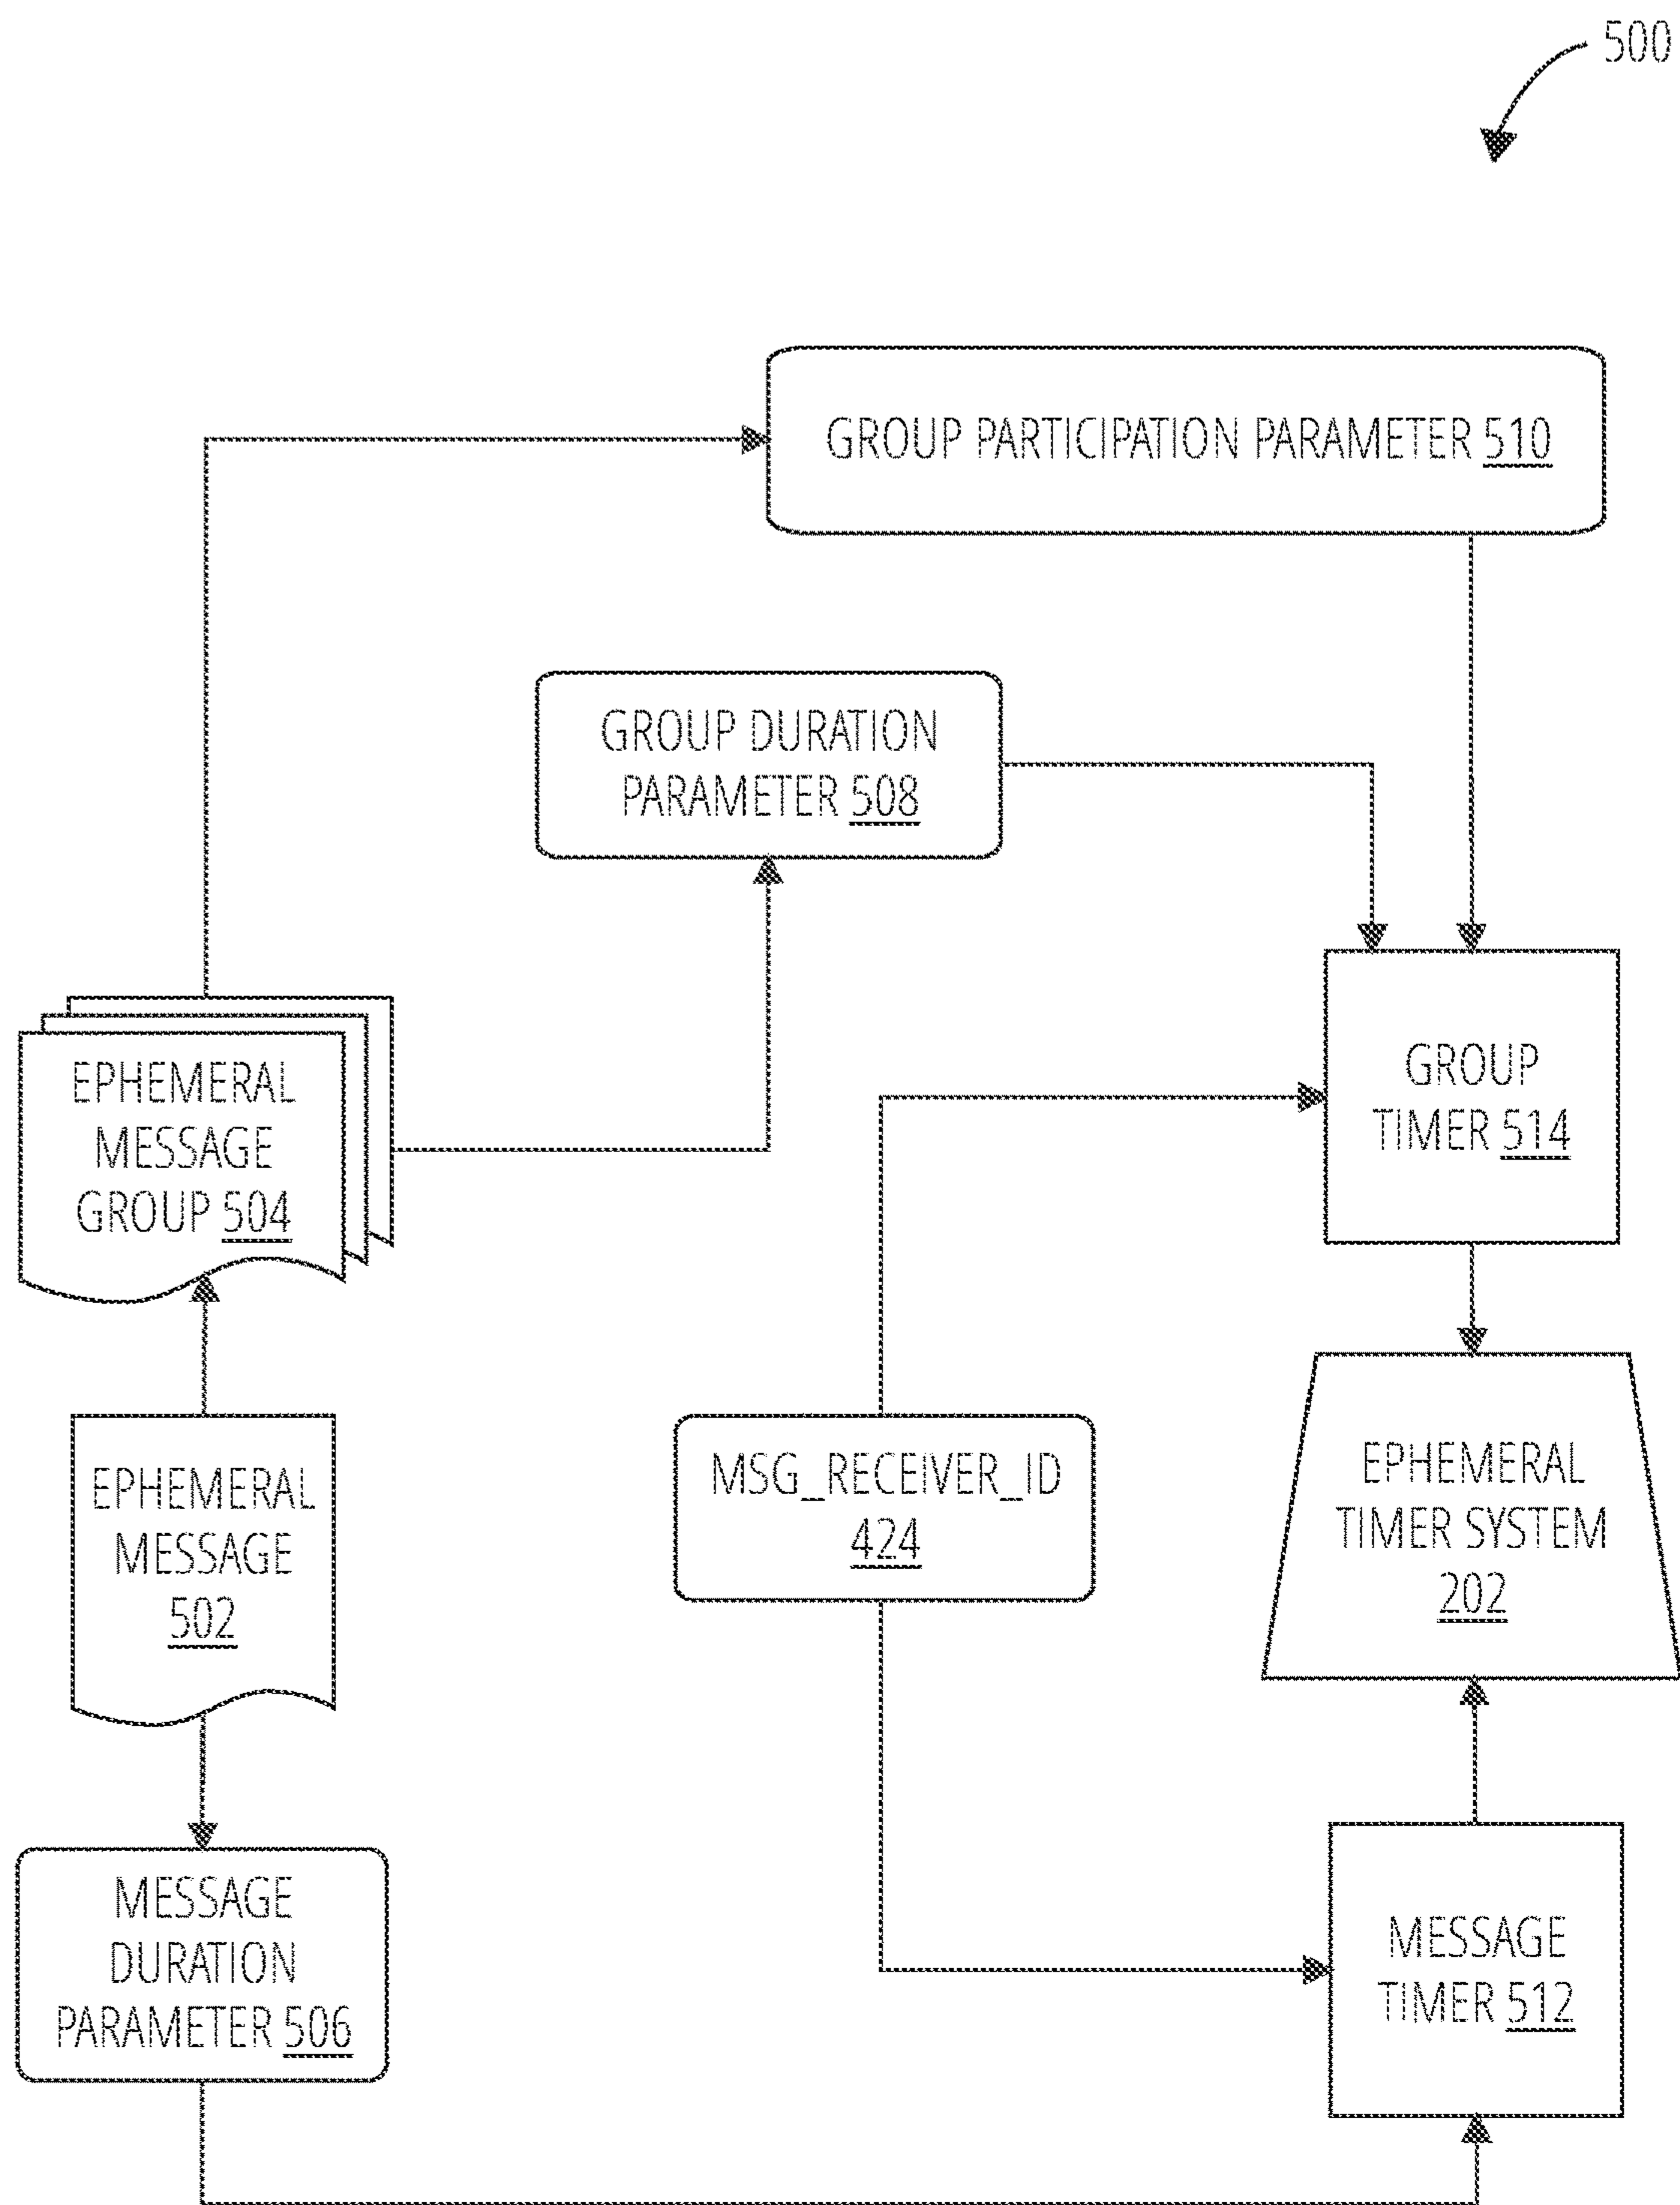 500
GROUP PARTICIPATION PARAMETER 510
GROUP DURATION
PARAMETER 508
EPHEMERAL
MESSAGE
GROUP 504
GROUP
TIMER 514
EPHEMERAL
MESSAGE
502
MSG_RECEIVER_ID
424
EPHEMERAL
TIMER SYSTEM
202
MESSAGE
DURATION
PARAMETER 506
MESSAGE
TIMER 512